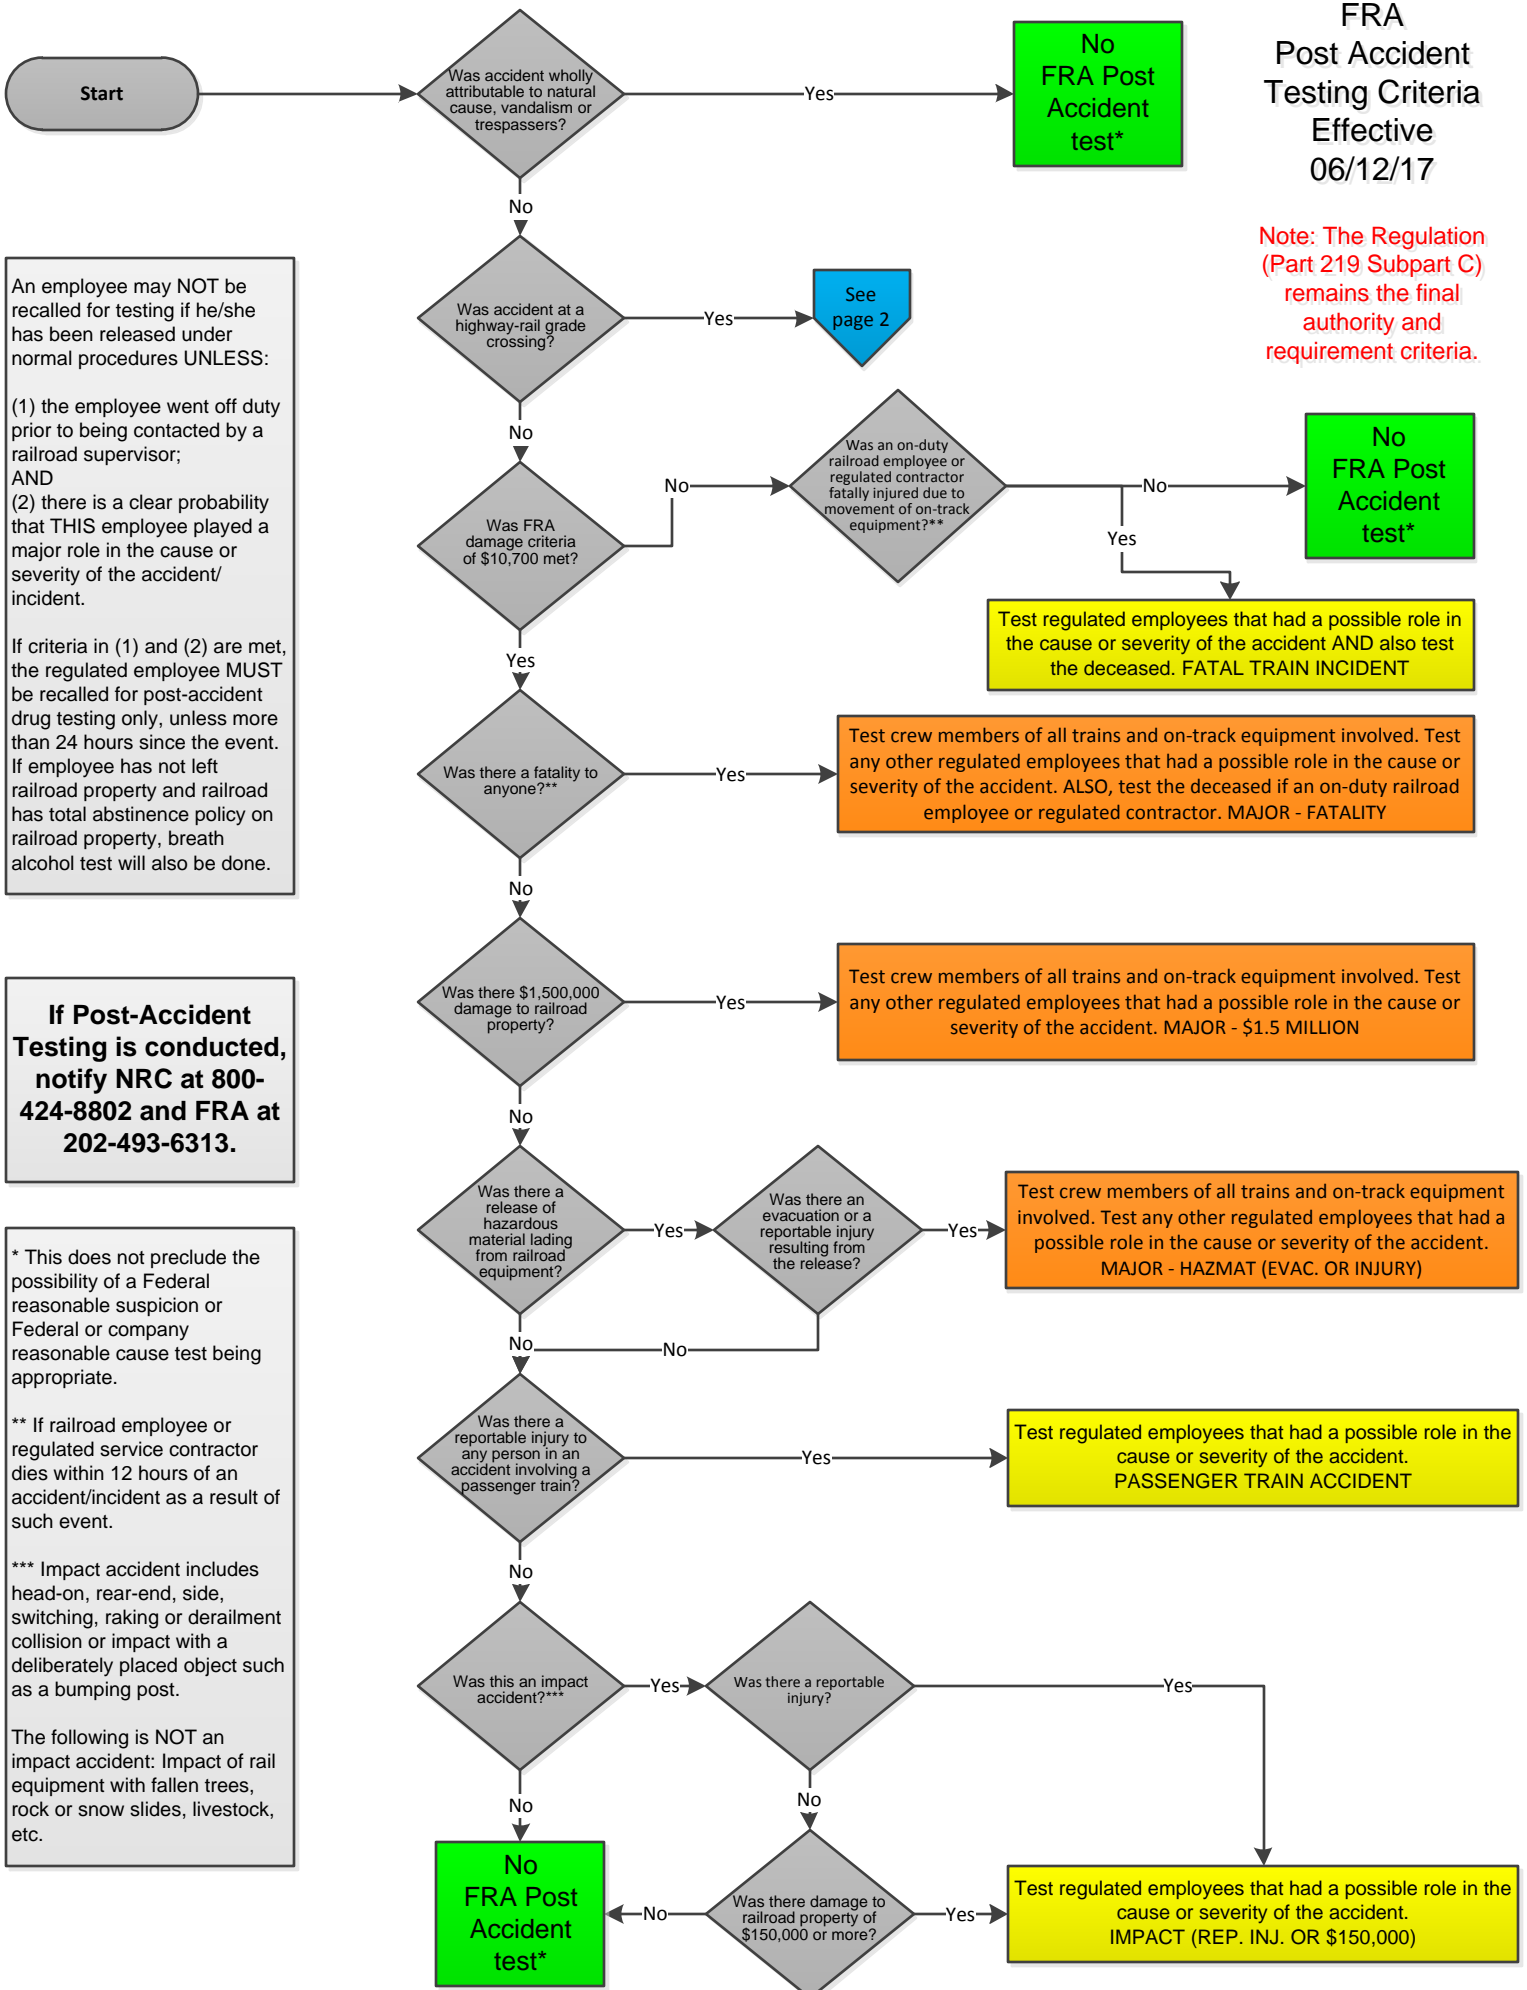 FRA
Post Accident
Testing Criteria
Effective
06/12/17
Note: The Regulation
(Part 219 Subpart C)
remains the final
authority and
requirement criteria.
Start
Was accident wholly
attributable to natural
cause, vandalism or
trespassers?
Yes
No
FRA Post
Accident
test*
No
Was accident at a
highway-rail grade
crossing?
Yes
See
page 2
No
Was FRA
damage criteria
of $10,700 met?
No
Was an on-duty
railroad employee or
regulated contractor
fatally injured due to
movement of on-track
equipment?**
No
No
FRA Post
Accident
test*
Yes
Test regulated employees that had a possible role in
the cause or severity of the accident AND also test
the deceased. FATAL TRAIN INCIDENT
Yes
Was there a fatality to
anyone?**
Yes
Test crew members of all trains and on-track equipment involved. Test
any other regulated employees that had a possible role in the cause or
severity of the accident. ALSO, test the deceased if an on-duty railroad
employee or regulated contractor. MAJOR - FATALITY
No
Was there $1,500,000
damage to railroad
property?
Yes
Test crew members of all trains and on-track equipment involved. Test
any other regulated employees that had a possible role in the cause or
severity of the accident. MAJOR - $1.5 MILLION
No
Was there a
release of
hazardous
material lading
from railroad
equipment?
Yes
Was there an
evacuation or a
reportable injury
resulting from
the release?
Yes
Test crew members of all trains and on-track equipment
involved. Test any other regulated employees that had a
possible role in the cause or severity of the accident.
MAJOR - HAZMAT (EVAC. OR INJURY)
No
No
Was there a
reportable injury to
any person in an
accident involving a
passenger train?
Yes
Test regulated employees that had a possible role in the
cause or severity of the accident.
PASSENGER TRAIN ACCIDENT
No
Was this an impact
accident?***
Yes
Was there a reportable
injury?
Yes
No
No
No
FRA Post
Accident
test*
No
Was there damage to
railroad property of
$150,000 or more?
Yes
Test regulated employees that had a possible role in the
cause or severity of the accident.
IMPACT (REP. INJ. OR $150,000)
An employee may NOT be
recalled for testing if he/she
has been released under
normal procedures UNLESS:
(1) the employee went off duty
prior to being contacted by a
railroad supervisor;
AND
(2) there is a clear probability
that THIS employee played a
major role in the cause or
severity of the accident/
incident.
If criteria in (1) and (2) are met,
the regulated employee MUST
be recalled for post-accident
drug testing only, unless more
than 24 hours since the event.
If employee has not left
railroad property and railroad
has total abstinence policy on
railroad property, breath
alcohol test will also be done.
If Post-Accident
Testing is conducted,
notify NRC at 800-
424-8802 and FRA at
202-493-6313.
* This does not preclude the
possibility of a Federal
reasonable suspicion or
Federal or company
reasonable cause test being
appropriate.
** If railroad employee or
regulated service contractor
dies within 12 hours of an
accident/incident as a result of
such event.
*** Impact accident includes
head-on, rear-end, side,
switching, raking or derailment
collision or impact with a
deliberately placed object such
as a bumping post.
The following is NOT an
impact accident: Impact of rail
equipment with fallen trees,
rock or snow slides, livestock,
etc.